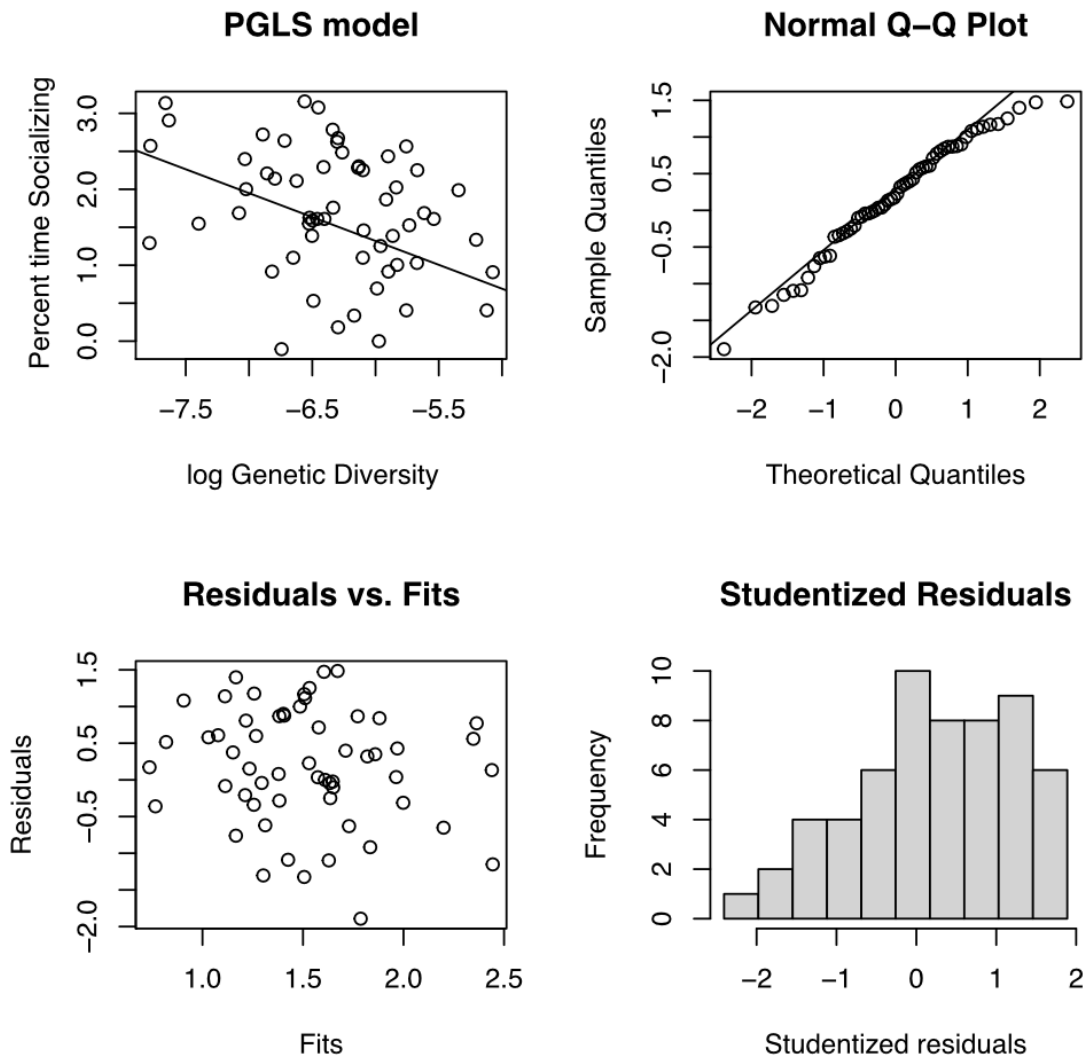 PGLS model
Percent time Socializing
3.0
2.0
1.0
0.0
−7.5 −6.5 −5.5
log Genetic Diversity
Normal Q−Q Plot
Sample Quantiles
1.5
0.5
−0.5
−2.0
−2 −1 0 1 2
Theoretical Quantiles
Residuals vs. Fits
Residuals
1.5
0.5
−0.5
−2.0
1.0 1.5 2.0 2.5
Fits
Studentized Residuals
Frequency
10
8
6
4
2
0
−2 −1 0 1 2
Studentized residuals